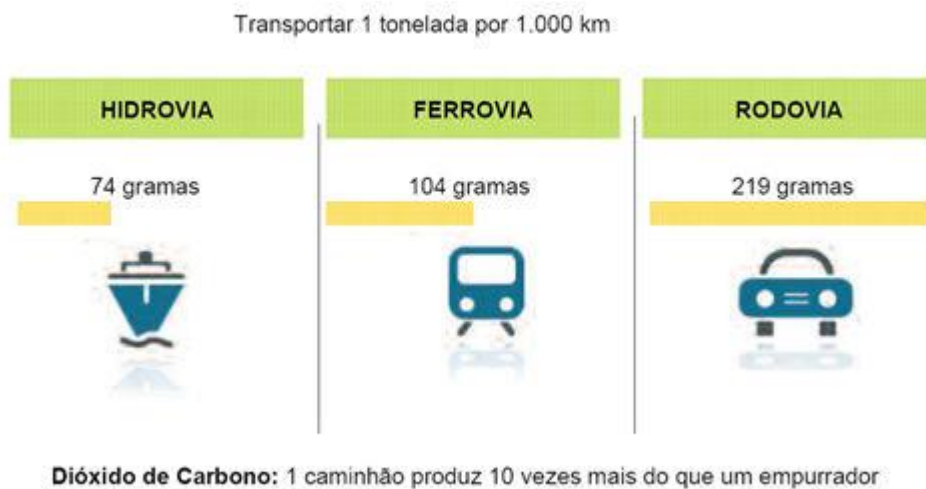 Transportar 1 tonelada por 1.000 km
HIDROVIA
FERROVIA
RODOVIA
74 gramas
104 gramas
219 gramas
Dióxido de Carbono: 1 caminhão produz 10 vezes mais do que um empurrador